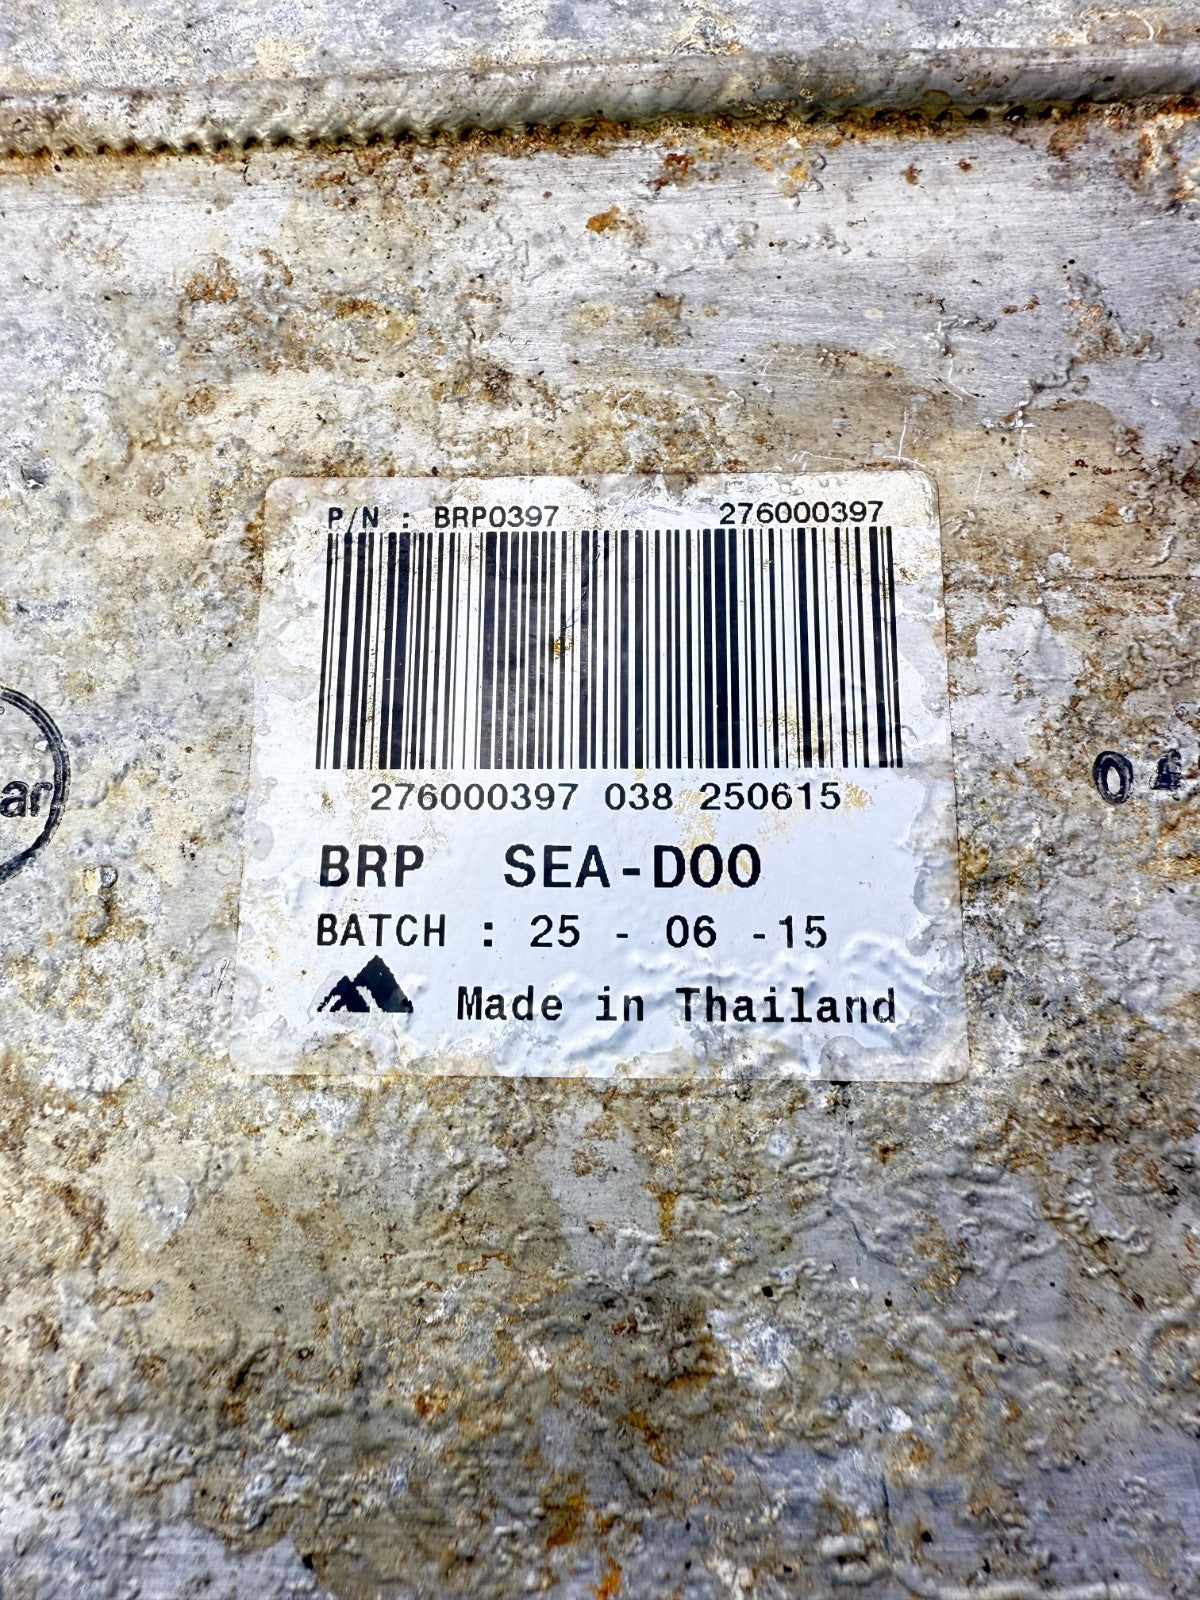 P/N : BRP0397 276000397
276000397 038 250615
BRP SEA-DOO
BATCH : 25 - 06 -15
Made in Thailand